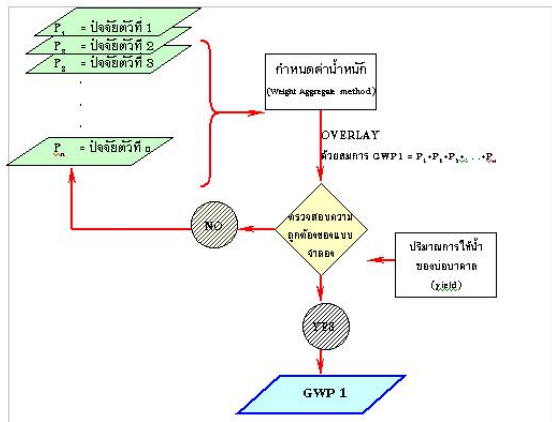 P1 = ปัจจัยตัวที่ 1
P2 = ปัจจัยตัวที่ 2
P3 = ปัจจัยตัวที่ 3
.
.
.
Pn = ปัจจัยตัวที่ n
กำหนดค่าน้ำหนัก
(Weight Aggregate method)
OVERLAY
ด้วยสมการ GWP1 = P1+P1+P3+. . .+Pn
ตรวจสอบความ
ถูกต้องของแบบ
จำลอง
NO
ปริมาณการให้น้ำ
ของบ่อบาดาล
(yield)
YES
GWP 1